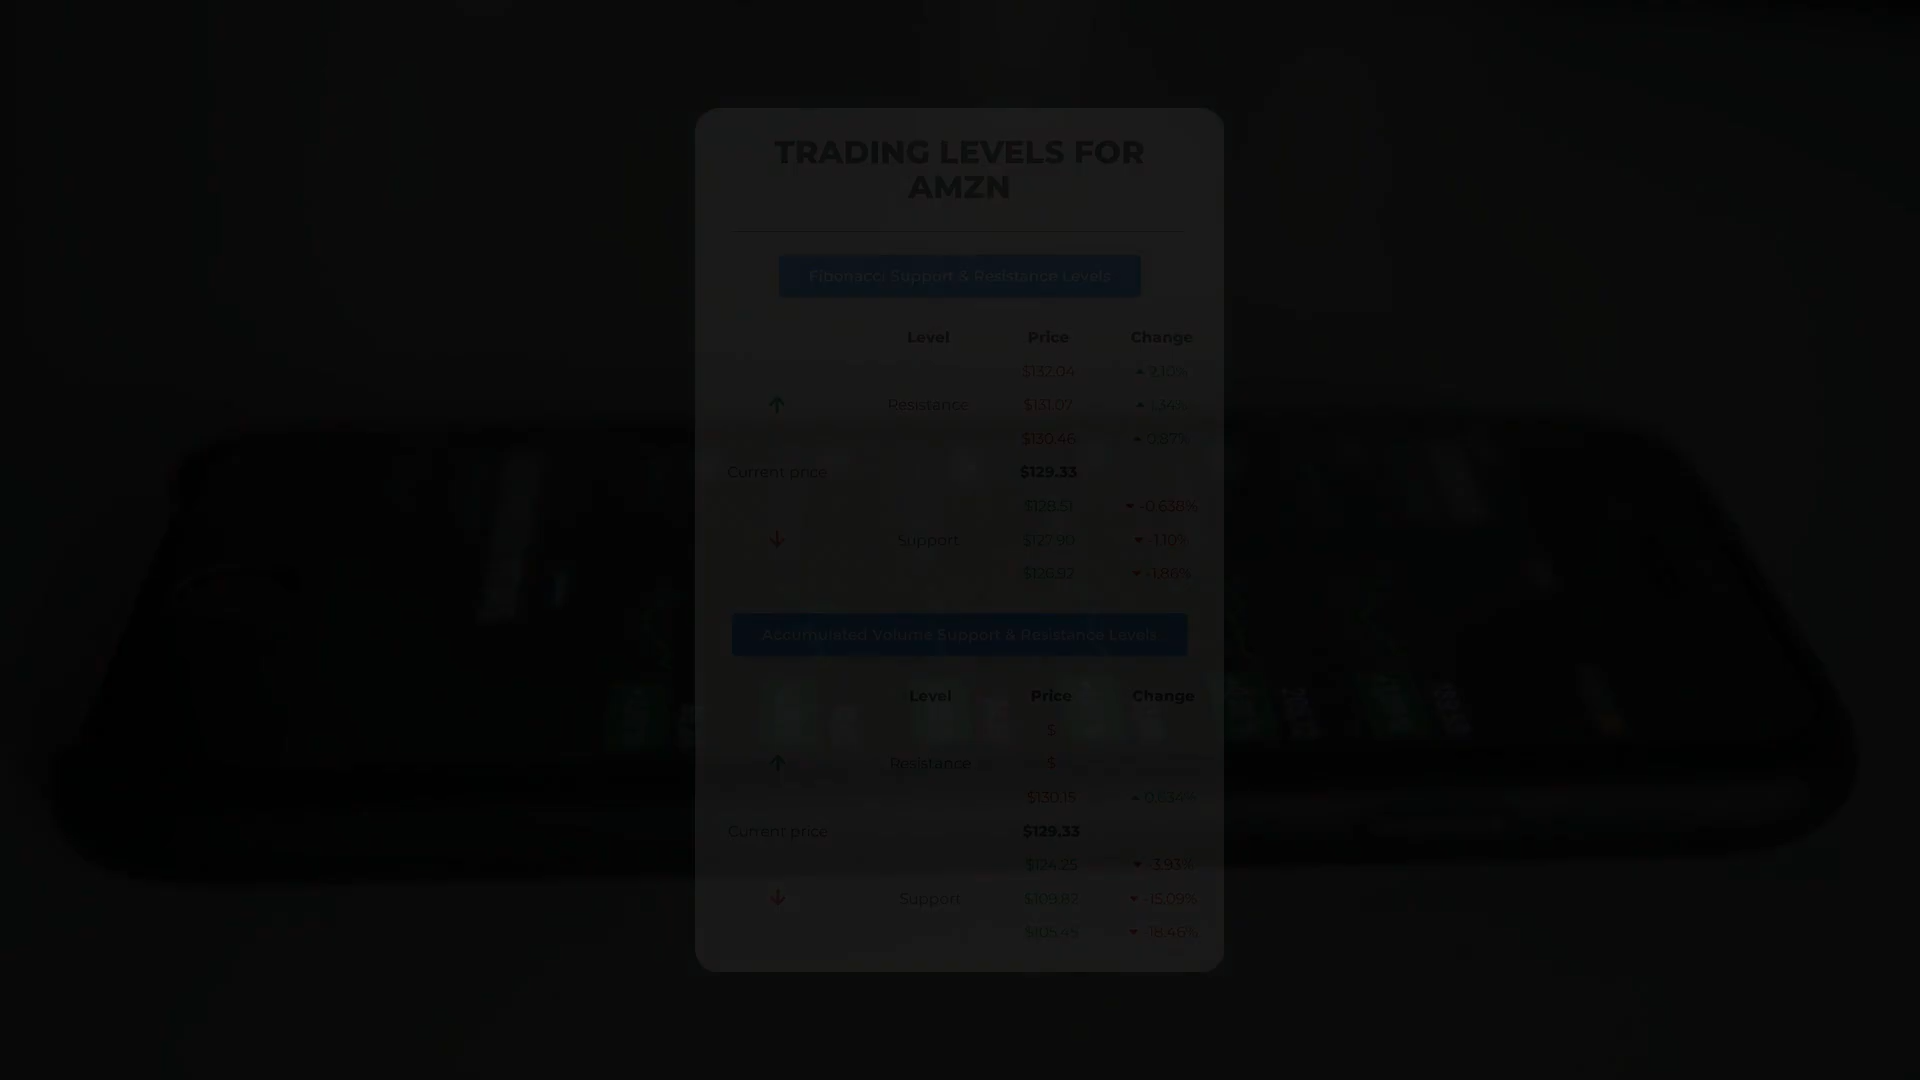 TRADING LEVELS FOR
AMZN
Fibonacci Support & Resistance Levels
Level Price Change
$132.04 2.10%
Resistance $131.07 1.34%
$130.46 0.87%
Current price $129.33
$128.51 -0.638%
Support $127.90 -1.10%
$126.92 -1.86%
Accumulated Volume Support & Resistance Levels
Level Price Change
$
Resistance $
$130.15 0.634%
Current price $129.33
$124.25 -3.93%
Support $109.82 -15.09%
$105.45 -18.46%